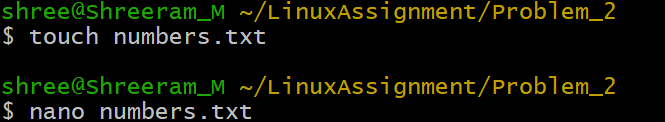 shree@Shreeram_M ~/LinuxAssignment/Problem_2
$ touch numbers.txt
shree@Shreeram_M ~/LinuxAssignment/Problem_2
$ nano numbers.txt